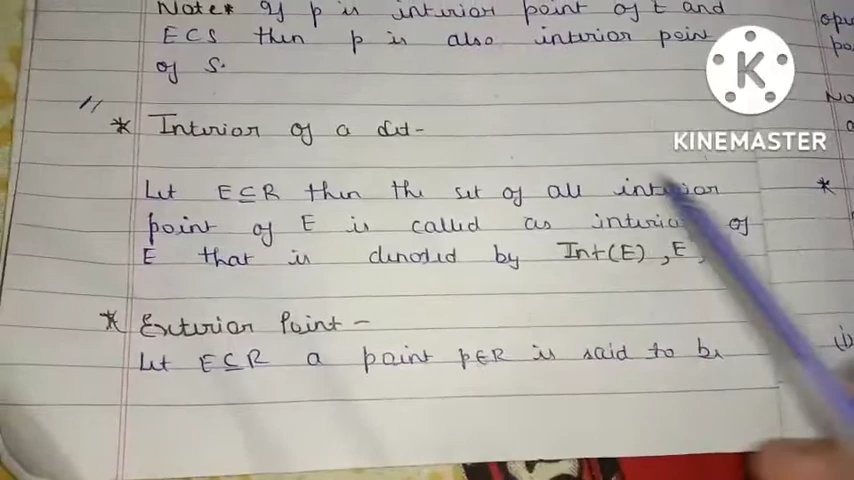 Note* If p is interior point of E and
E⊂S then p is also interior point
of S.
* Interior of a Set-
Let E⊆R then the set of all interior
point of E is called as interior of
E that is denoted by Int(E), E,
* Exterior Point-
Let E⊆R a point p∈R is said to be
K
KINEMASTER
No
*
(i)